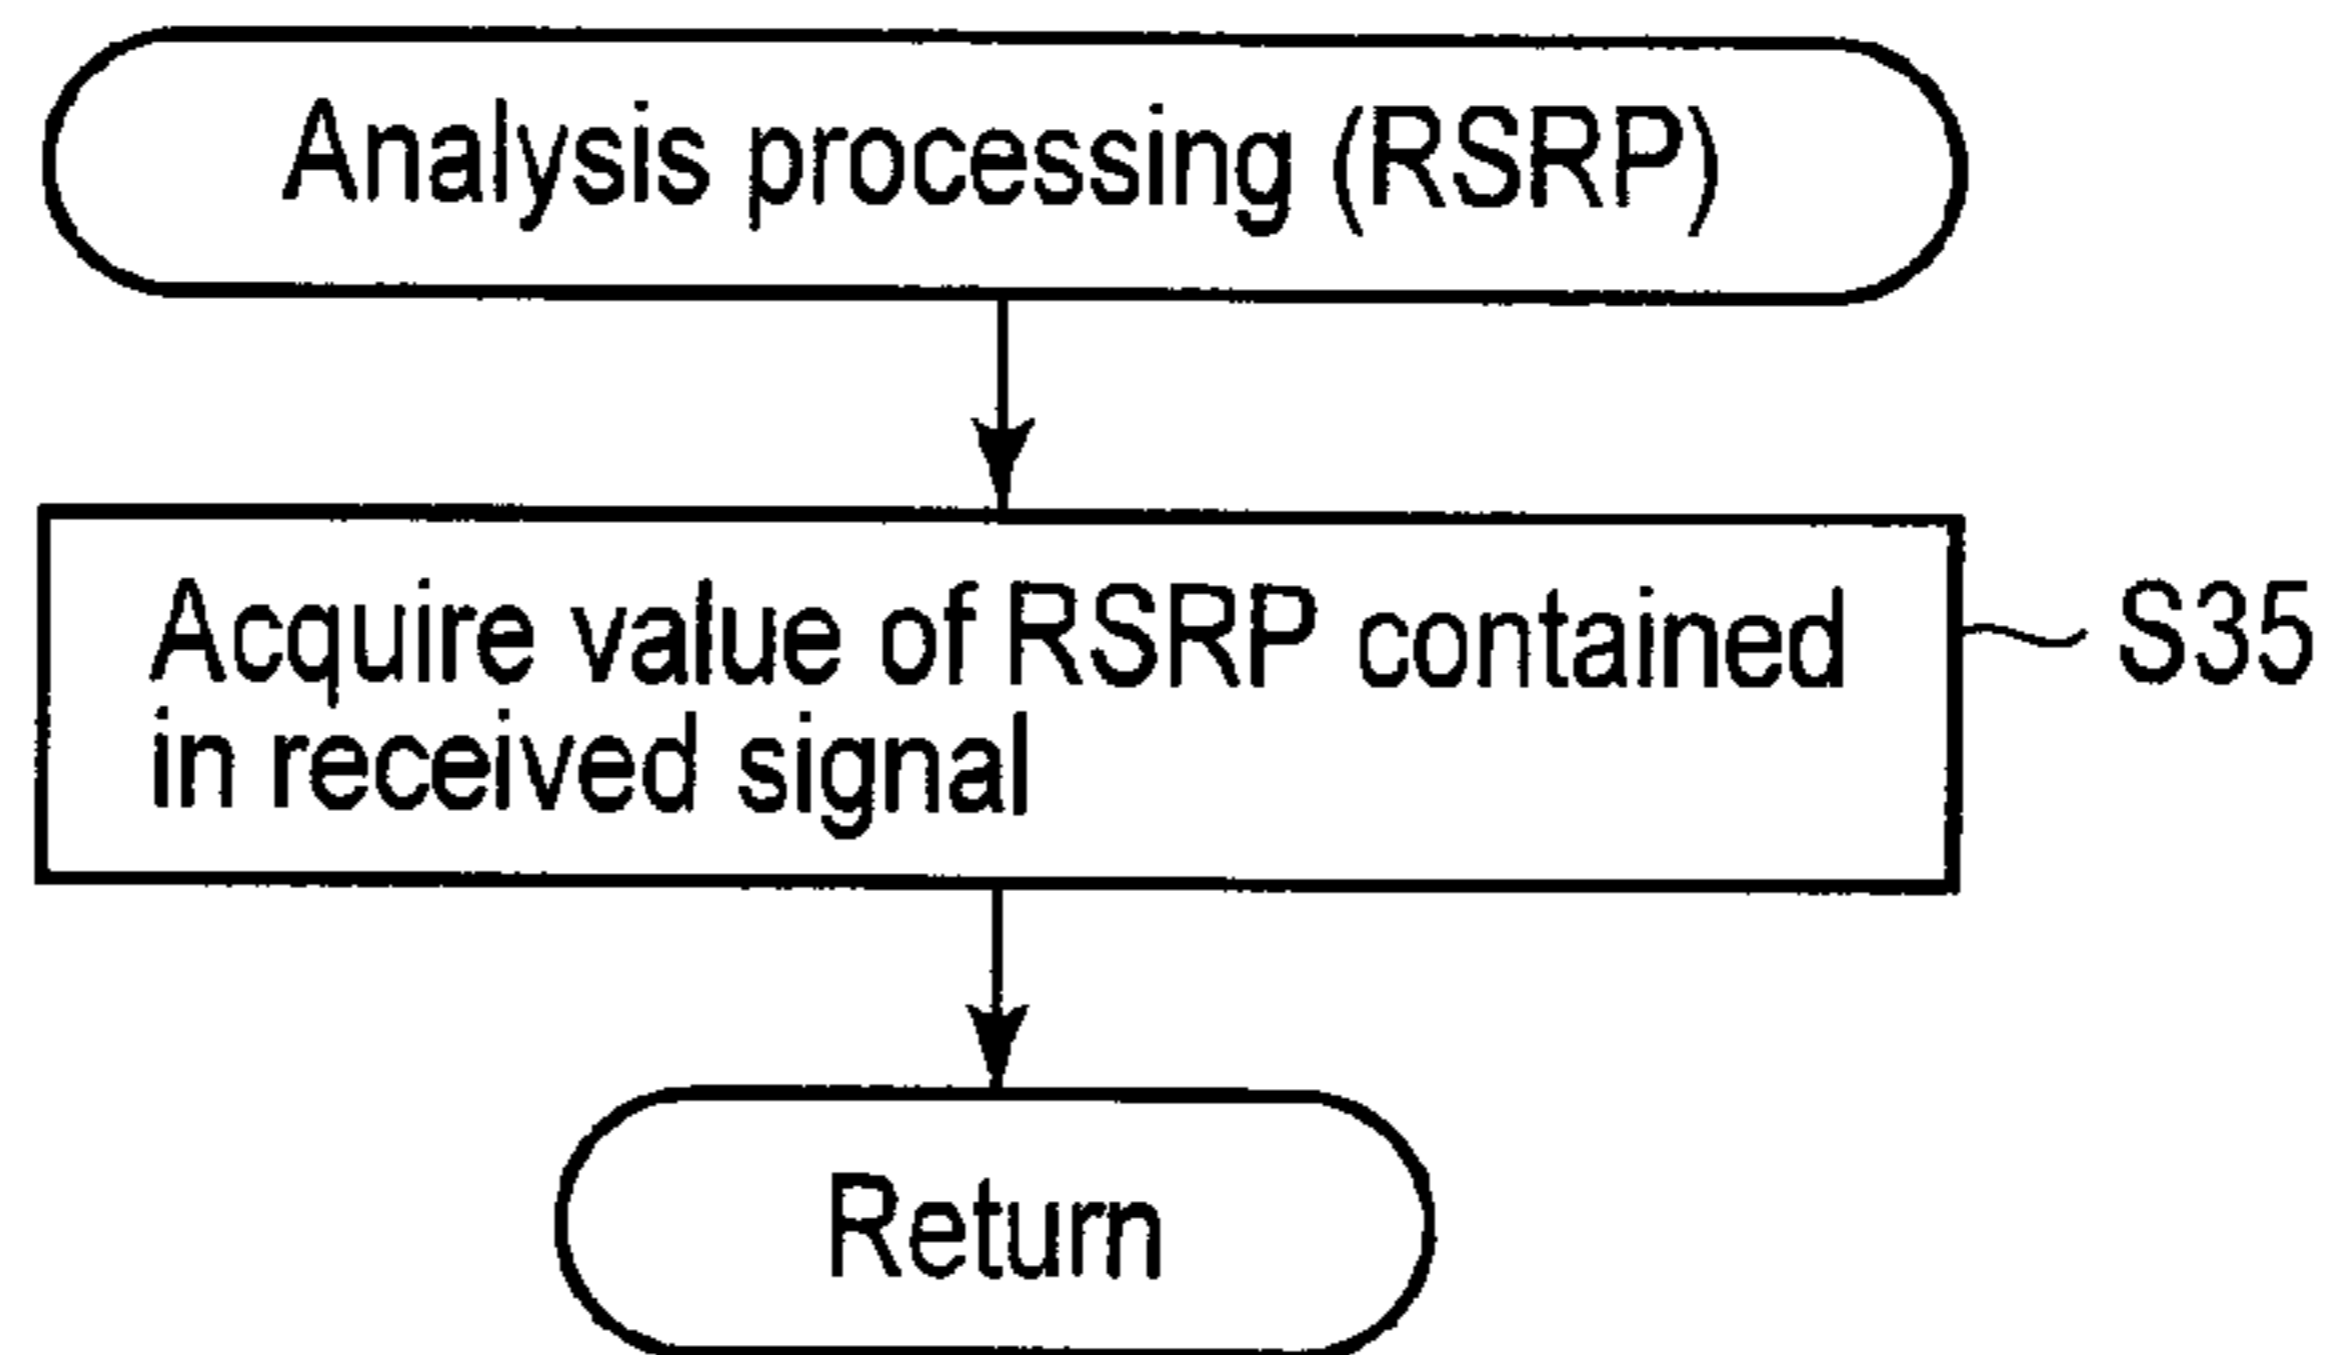 Analysis processing (RSRP)
Acquire value of RSRP contained
in received signal
S35
Return